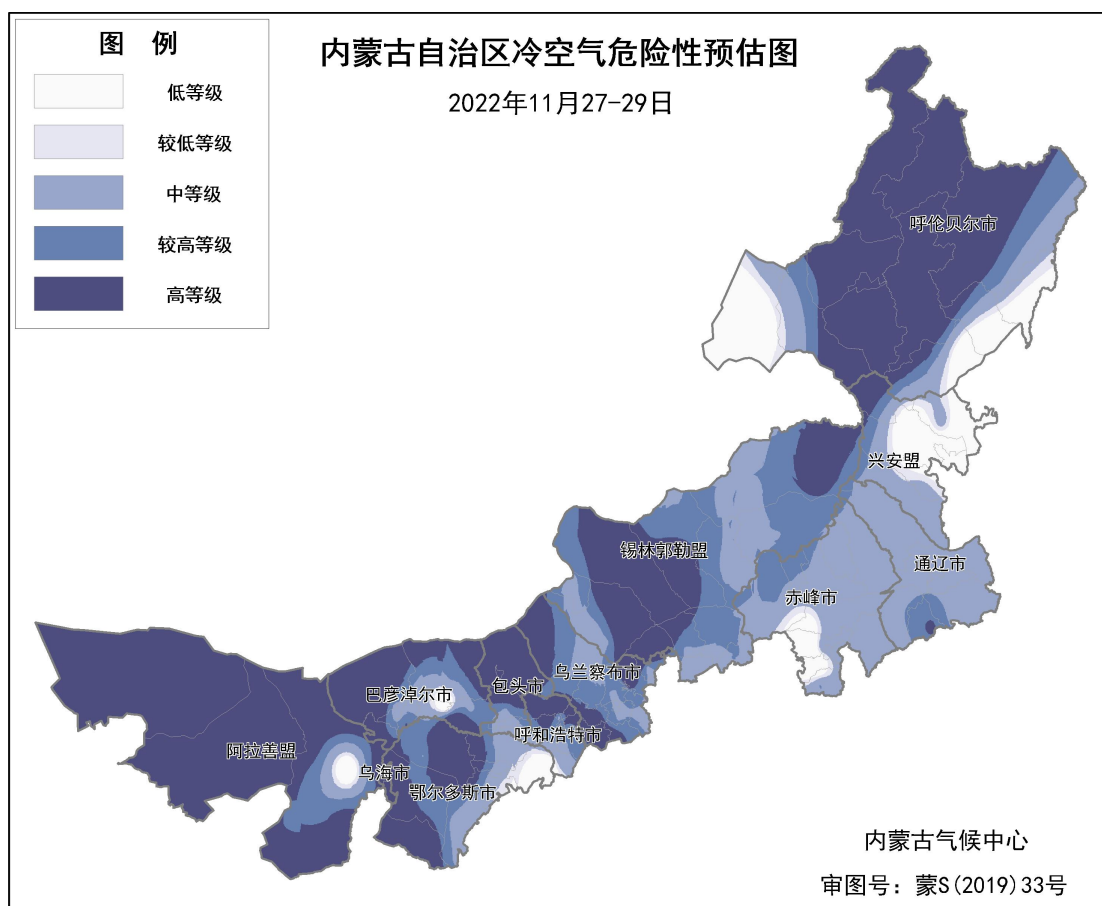 图 例
低等级
较低等级
中等级
较高等级
高等级
内蒙古自治区冷空气危险性预估图
2022年11月27-29日
呼伦贝尔市
兴安盟
锡林郭勒盟
通辽市
赤峰市
乌兰察布市
包头市
巴彦淖尔市
呼和浩特市
阿拉善盟
乌海市
鄂尔多斯市
内蒙古气候中心
审图号：蒙S(2019)33号